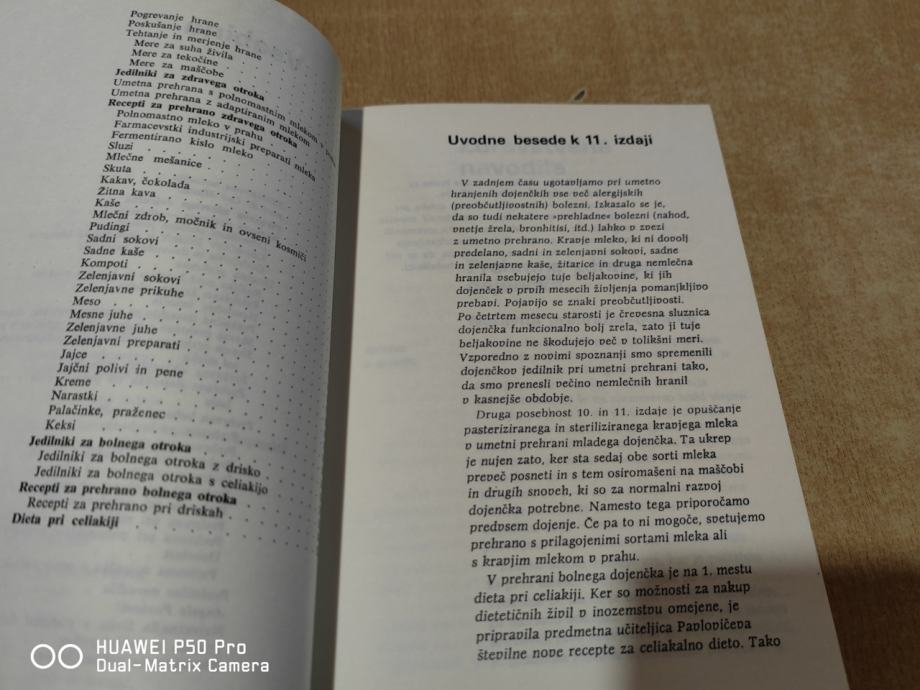 Pogrevanje hrane
Poskušanje hrane
Tehtanje in merjenje hrane
Mere za suha živila
Mere za tekočine
Mere za maščobe
Jedilniki za zdravega otroka
Umetna prehrana s polnomastnim mlekom v
Umetna prehrana z adaptiranim mlekom
Recepti za prehrano zdravega otroka
Polnomastno mleko v prahu
Farmacevtski industrijski preparati mleka
Fermentirano kislo mleko
Sluzi
Mlečne mešanice
Skuta
Kakav, čokolada
Žitna kava
Kaše
Mlečni zdrob, močnik in ovseni kosmiči
Pudingi
Sadni sokovi
Sadne kaše
Kompoti
Zelenjavni sokovi
Zelenjavne prikuhe
Meso
Mesne juhe
Zelenjavne juhe
Zelenjavni preparati
Jajce
Jajčni polivi in pene
Kreme
Narastki
Palačinke, praženec
Keksi
Jedilniki za bolnega otroka
Jedilniki za bolnega otroka z drisko
Jedilniki za bolnega otroka s celiakijo
Recepti za prehrano bolnega otroka
Recepti za prehrano pri driskah
Dieta pri celiakiji
Uvodne besede k 11. izdaji
V zadnjem času ugotavljamo pri umetno
hranjenih dojenčkih vse več alergijskih
(preobčutljivostnih) bolezni. Izkazalo se je,
da so tudi nekatere »prehladne« bolezni (nahod,
vnetje žrela, bronhitisi, itd.) lahko v zvezi
z umetno prehrano. Kravje mleko, ki ni dovolj
predelano, sadni in zelenjavni sokovi, sadne
in zelenjavne kaše, žitarice in druga nemlečna
hranila vsebujejo tuje beljakovine, ki jih
dojenček v prvih mesecih življenja pomanjkljivo
prebavi. Pojavijo se znaki preobčutljivosti.
Po četrtem mesecu starosti je črevesna sluznica
dojenčka funkcionalno bolj zrela, zato ji tuje
beljakovine ne škodujejo več v tolikšni meri.
Vzporedno z novimi spoznanji smo spremenili
dojenčkov jedilnik pri umetni prehrani tako,
da smo prenesli večino nemlečnih hranil
v kasnejše obdobje.
Druga posebnost 10. in 11. izdaje je opuščanje
pasteriziranega in steriliziranega kravjega mleka
v umetni prehrani mladega dojenčka. Ta ukrep
je nujen zato, ker sta sedaj obe sorti mleka
preveč posneti in s tem osiromašeni na maščobi
in drugih snoveh, ki so za normalni razvoj
dojenčka potrebne. Namesto tega priporočamo
predvsem dojenje. Če pa to ni mogoče, svetujemo
prehrano s prilagojenimi sortami mleka ali
s kravjim mlekom v prahu.
V prehrani bolnega dojenčka je na 1. mestu
dieta pri celiakiji. Ker so možnosti za nakup
dietetičnih živil v inozemstvu omejene, je
pripravila predmetna učiteljica Pavlovičeva
številne nove recepte za celiakalno dieto. Tako
HUAWEI P50 Pro
Dual-Matrix Camera